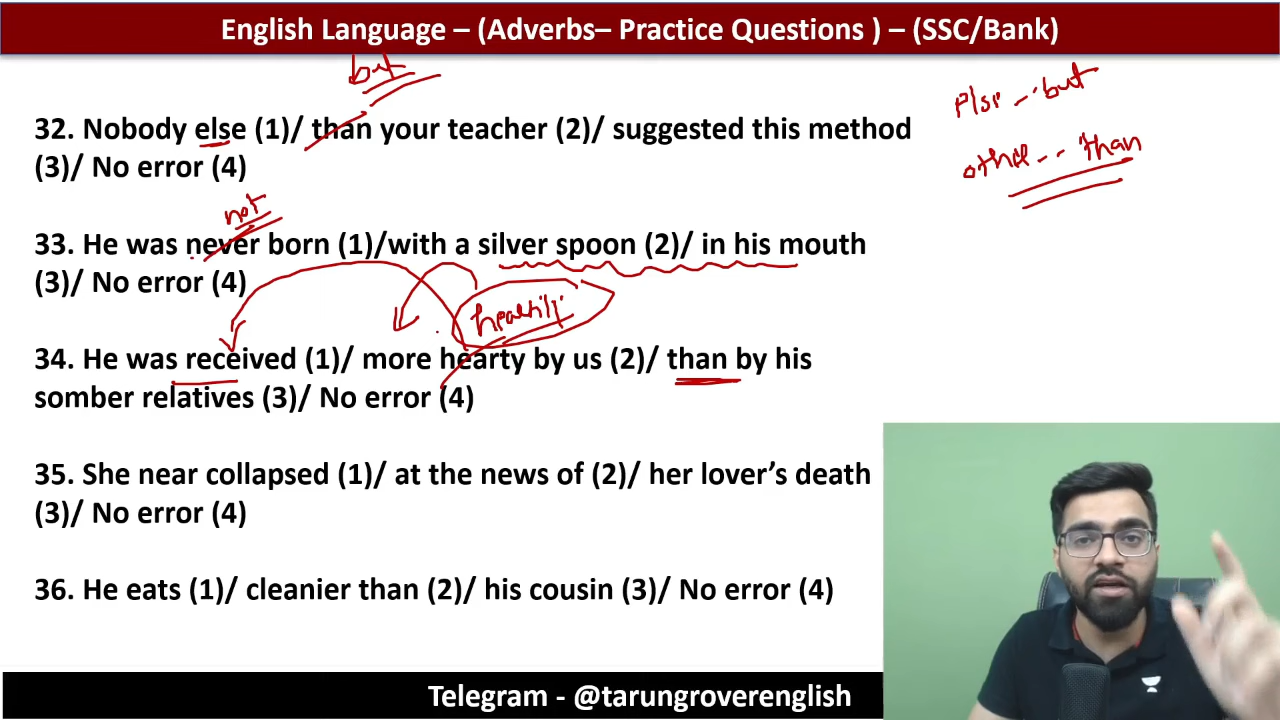 English Language – (Adverbs– Practice Questions ) – (SSC/Bank)
but
else - - but
32. Nobody else (1)/ than your teacher (2)/ suggested this method
other - - than
(3)/ No error (4)
not
33. He was never born (1)/with a silver spoon (2)/ in his mouth
(3)/ No error (4)
heartily
34. He was received (1)/ more hearty by us (2)/ than by his
somber relatives (3)/ No error (4)
35. She near collapsed (1)/ at the news of (2)/ her lover’s death
(3)/ No error (4)
36. He eats (1)/ cleanier than (2)/ his cousin (3)/ No error (4)
Telegram - @tarungroverenglish